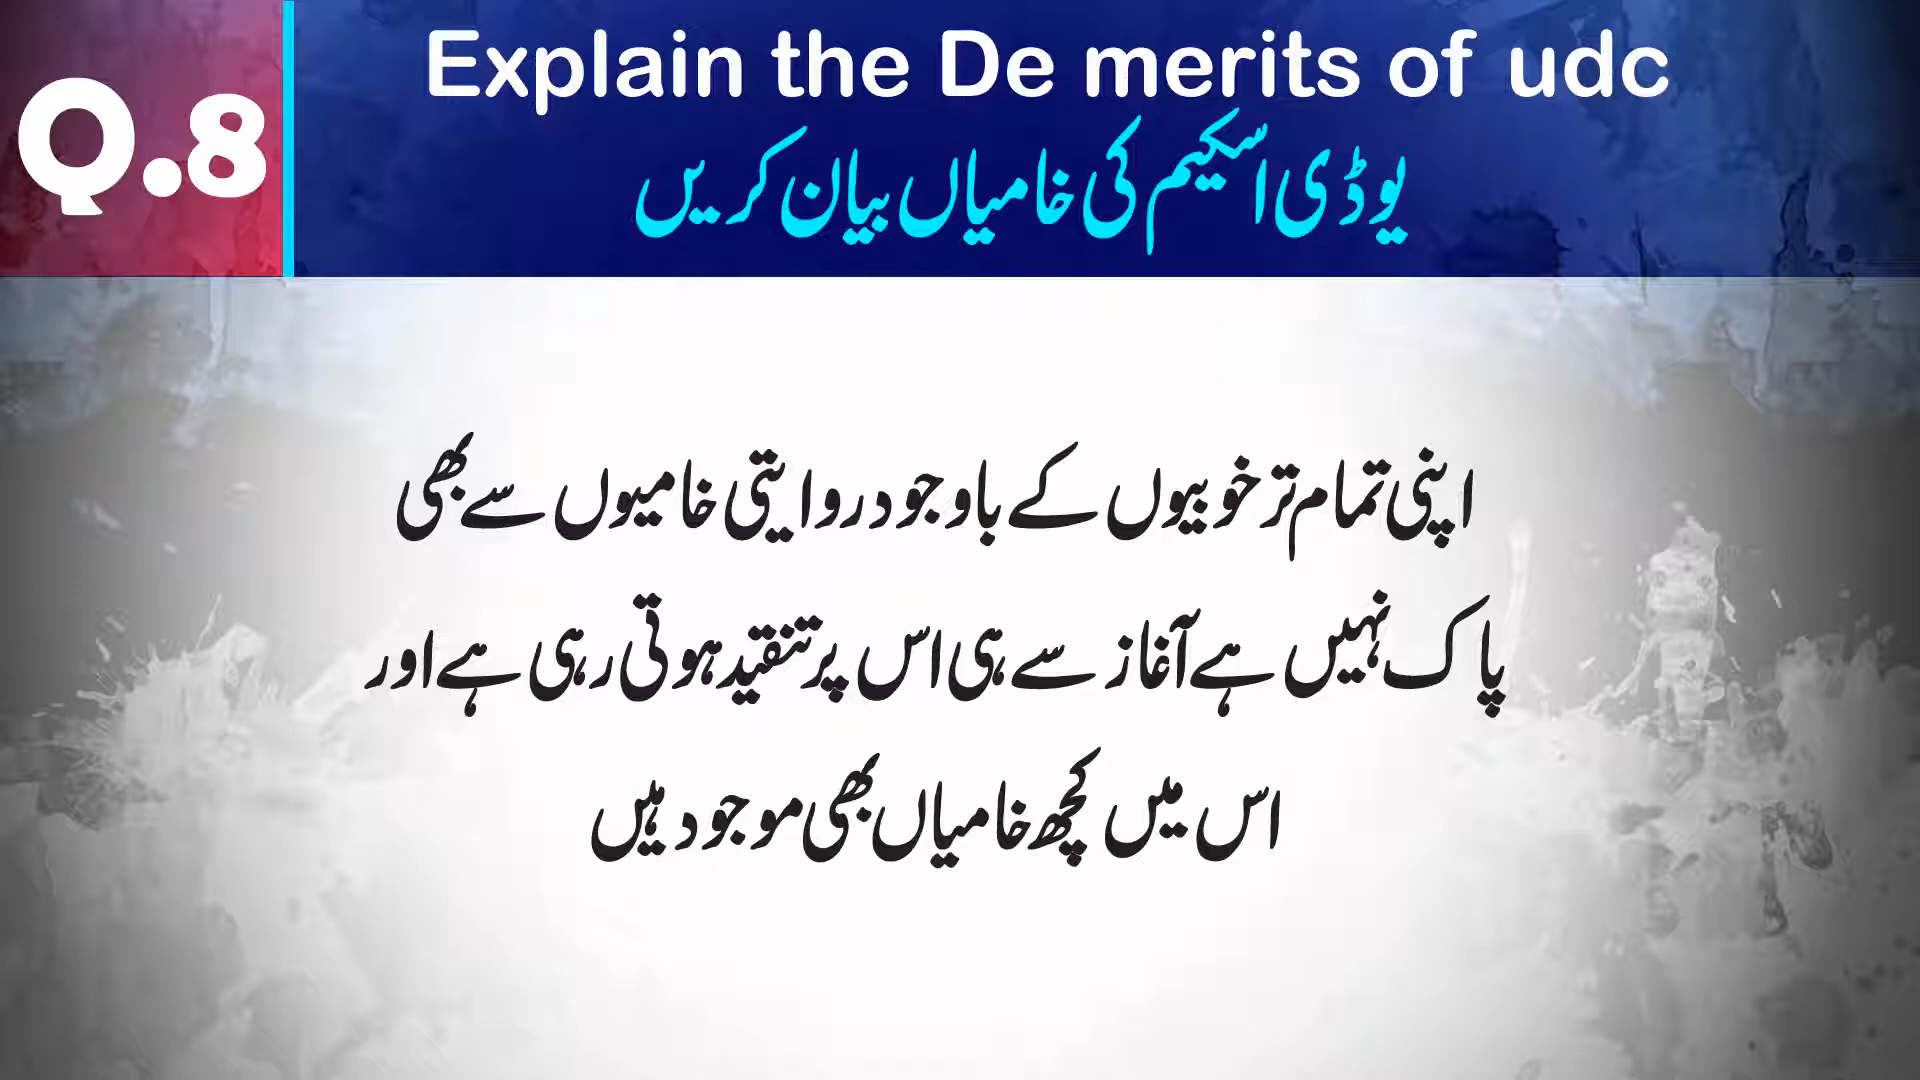 Q.8
Explain the De merits of udc
یو ڈی اسکیم کی خامیاں بیان کریں
اپنی تمام تر خوبیوں کے باوجود روایتی خامیوں سے بھی
پاک نہیں ہے آغاز سے ہی اس پر تنقید ہوتی رہی ہے اور
اس میں کچھ خامیاں بھی موجود ہیں